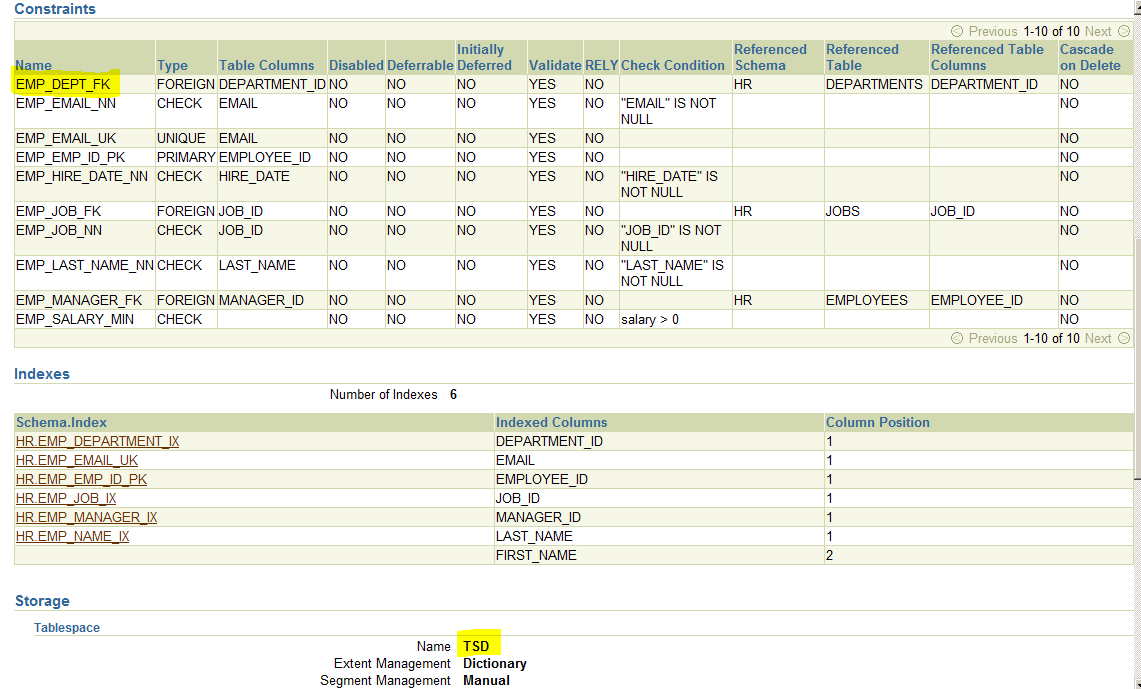 Constraints
Previous 1-10 of 10 Next
Name Type Table Columns Disabled Deferrable Initially Deferred Validate RELY Check Condition Referenced Schema Referenced Table Referenced Table Columns Cascade on Delete
EMP_DEPT_FK FOREIGN DEPARTMENT_ID NO NO NO YES NO HR DEPARTMENTS DEPARTMENT_ID NO
EMP_EMAIL_NN CHECK EMAIL NO NO NO YES NO "EMAIL" IS NOT NULL NO
EMP_EMAIL_UK UNIQUE EMAIL NO NO NO YES NO NO
EMP_EMP_ID_PK PRIMARY EMPLOYEE_ID NO NO NO YES NO NO
EMP_HIRE_DATE_NN CHECK HIRE_DATE NO NO NO YES NO "HIRE_DATE" IS NOT NULL NO
EMP_JOB_FK FOREIGN JOB_ID NO NO NO YES NO HR JOBS JOB_ID NO
EMP_JOB_NN CHECK JOB_ID NO NO NO YES NO "JOB_ID" IS NOT NULL NO
EMP_LAST_NAME_NN CHECK LAST_NAME NO NO NO YES NO "LAST_NAME" IS NOT NULL NO
EMP_MANAGER_FK FOREIGN MANAGER_ID NO NO NO YES NO HR EMPLOYEES EMPLOYEE_ID NO
EMP_SALARY_MIN CHECK NO NO NO YES NO salary > 0 NO
Previous 1-10 of 10 Next
Indexes
Number of Indexes 6
Schema.Index Indexed Columns Column Position
HR.EMP_DEPARTMENT_IX DEPARTMENT_ID 1
HR.EMP_EMAIL_UK EMAIL 1
HR.EMP_EMP_ID_PK EMPLOYEE_ID 1
HR.EMP_JOB_IX JOB_ID 1
HR.EMP_MANAGER_IX MANAGER_ID 1
HR.EMP_NAME_IX LAST_NAME 1
FIRST_NAME 2
Storage
Tablespace
Name TSD
Extent Management Dictionary
Segment Management Manual